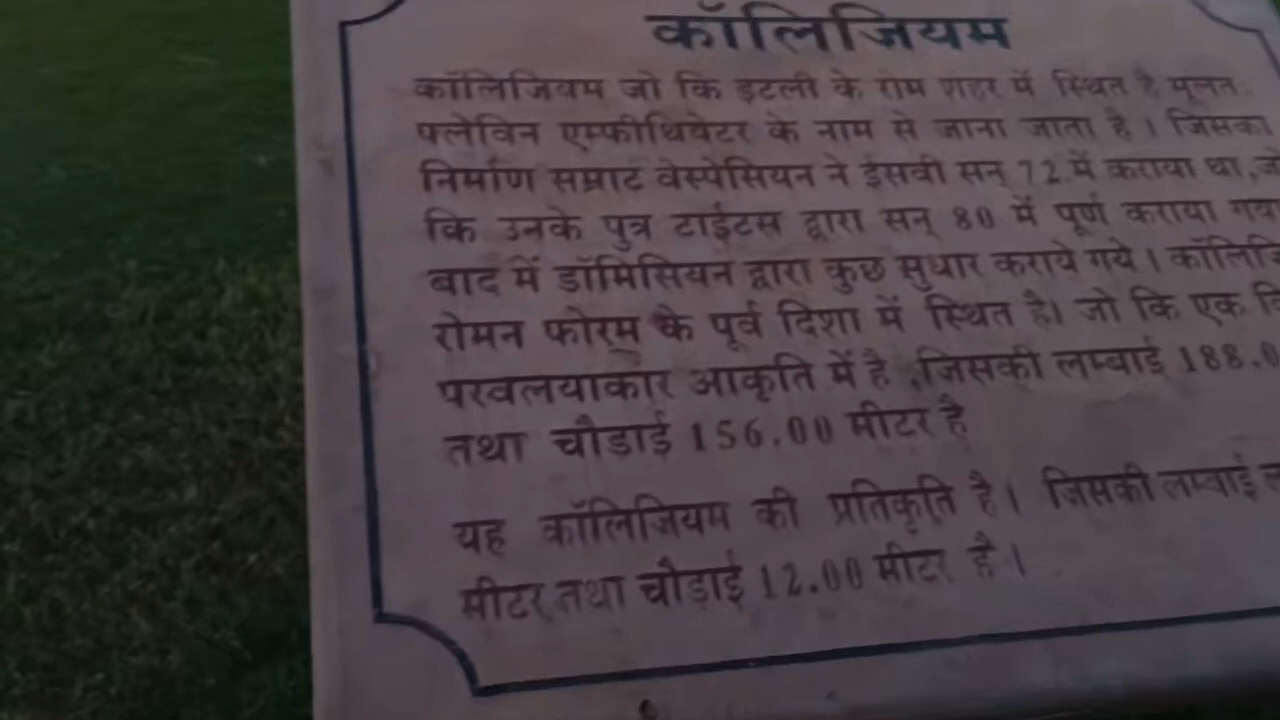 कॉलिजियम
कॉलिजियम जो कि इटली के रोम शहर में स्थित है मूलत:
फ्लेविन एम्फीथियेटर के नाम से जाना जाता है । जिसका
निर्माण सम्राट वेस्पेसियन ने ईसवी सन् 72 में कराया था, जो
कि उनके पुत्र टाईटस द्वारा सन् 80 में पूर्ण कराया गया
बाद में डॉमिसियन द्वारा कुछ सुधार कराये गये । कॉलिजि
रोमन फोरम के पूर्व दिशा में स्थित है। जो कि एक
परवलयाकार आकृति में है ,जिसकी लम्बाई 188.0
तथा चौडाई 156.00 मीटर है
यह कॉलिजियम की प्रतिकृति है । जिसकी लम्बाई
मीटर तथा चौड़ाई 12.00 मीटर है ।